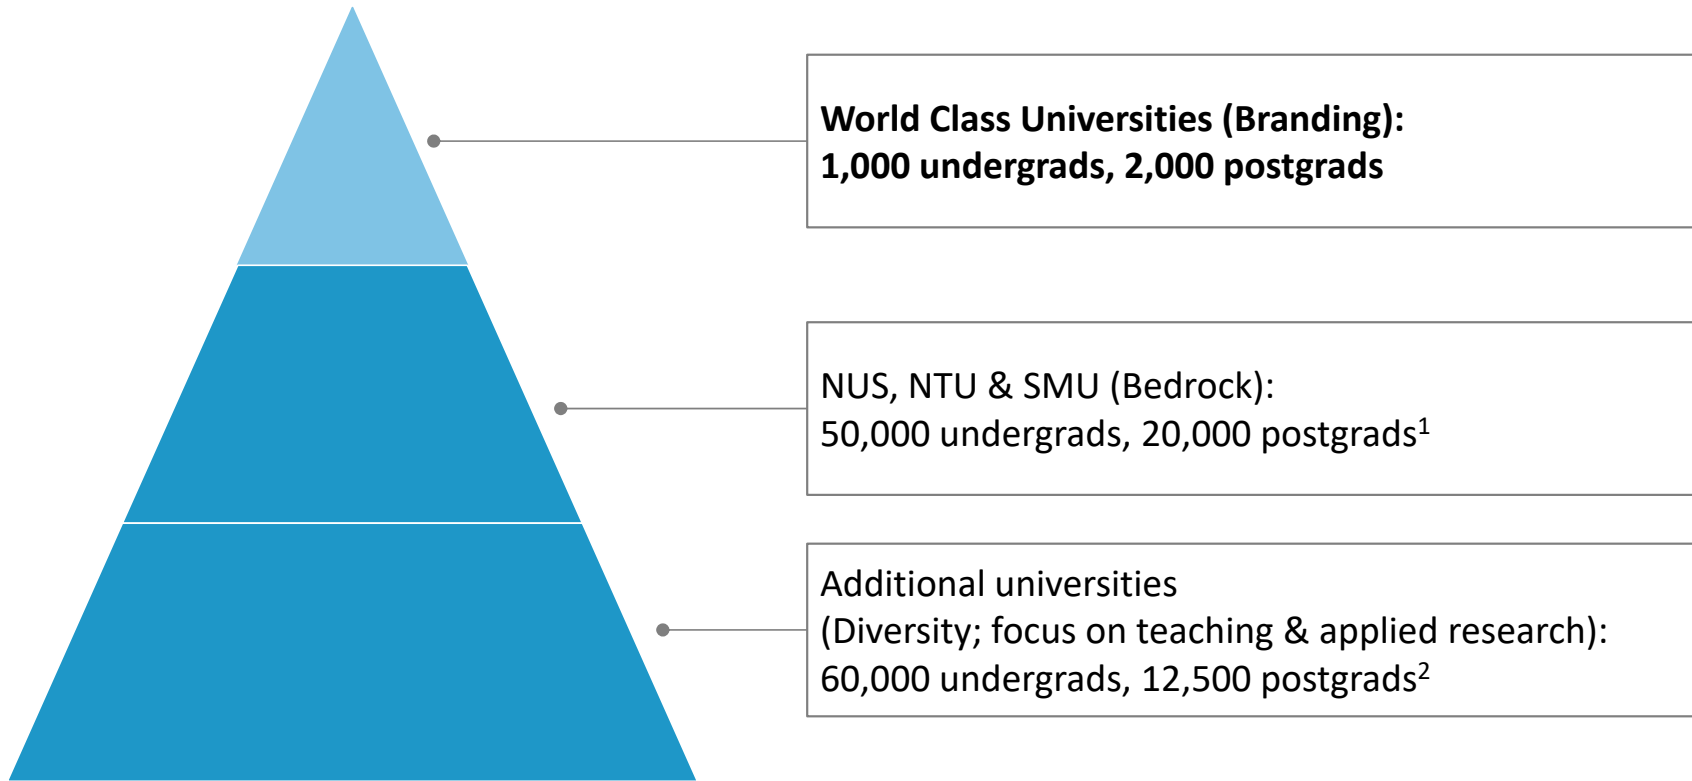 World Class Universities (Branding):
1,000 undergrads, 2,000 postgrads
NUS, NTU & SMU (Bedrock):
50,000 undergrads, 20,000 postgrads¹
Additional universities
(Diversity; focus on teaching & applied research):
60,000 undergrads, 12,500 postgrads²